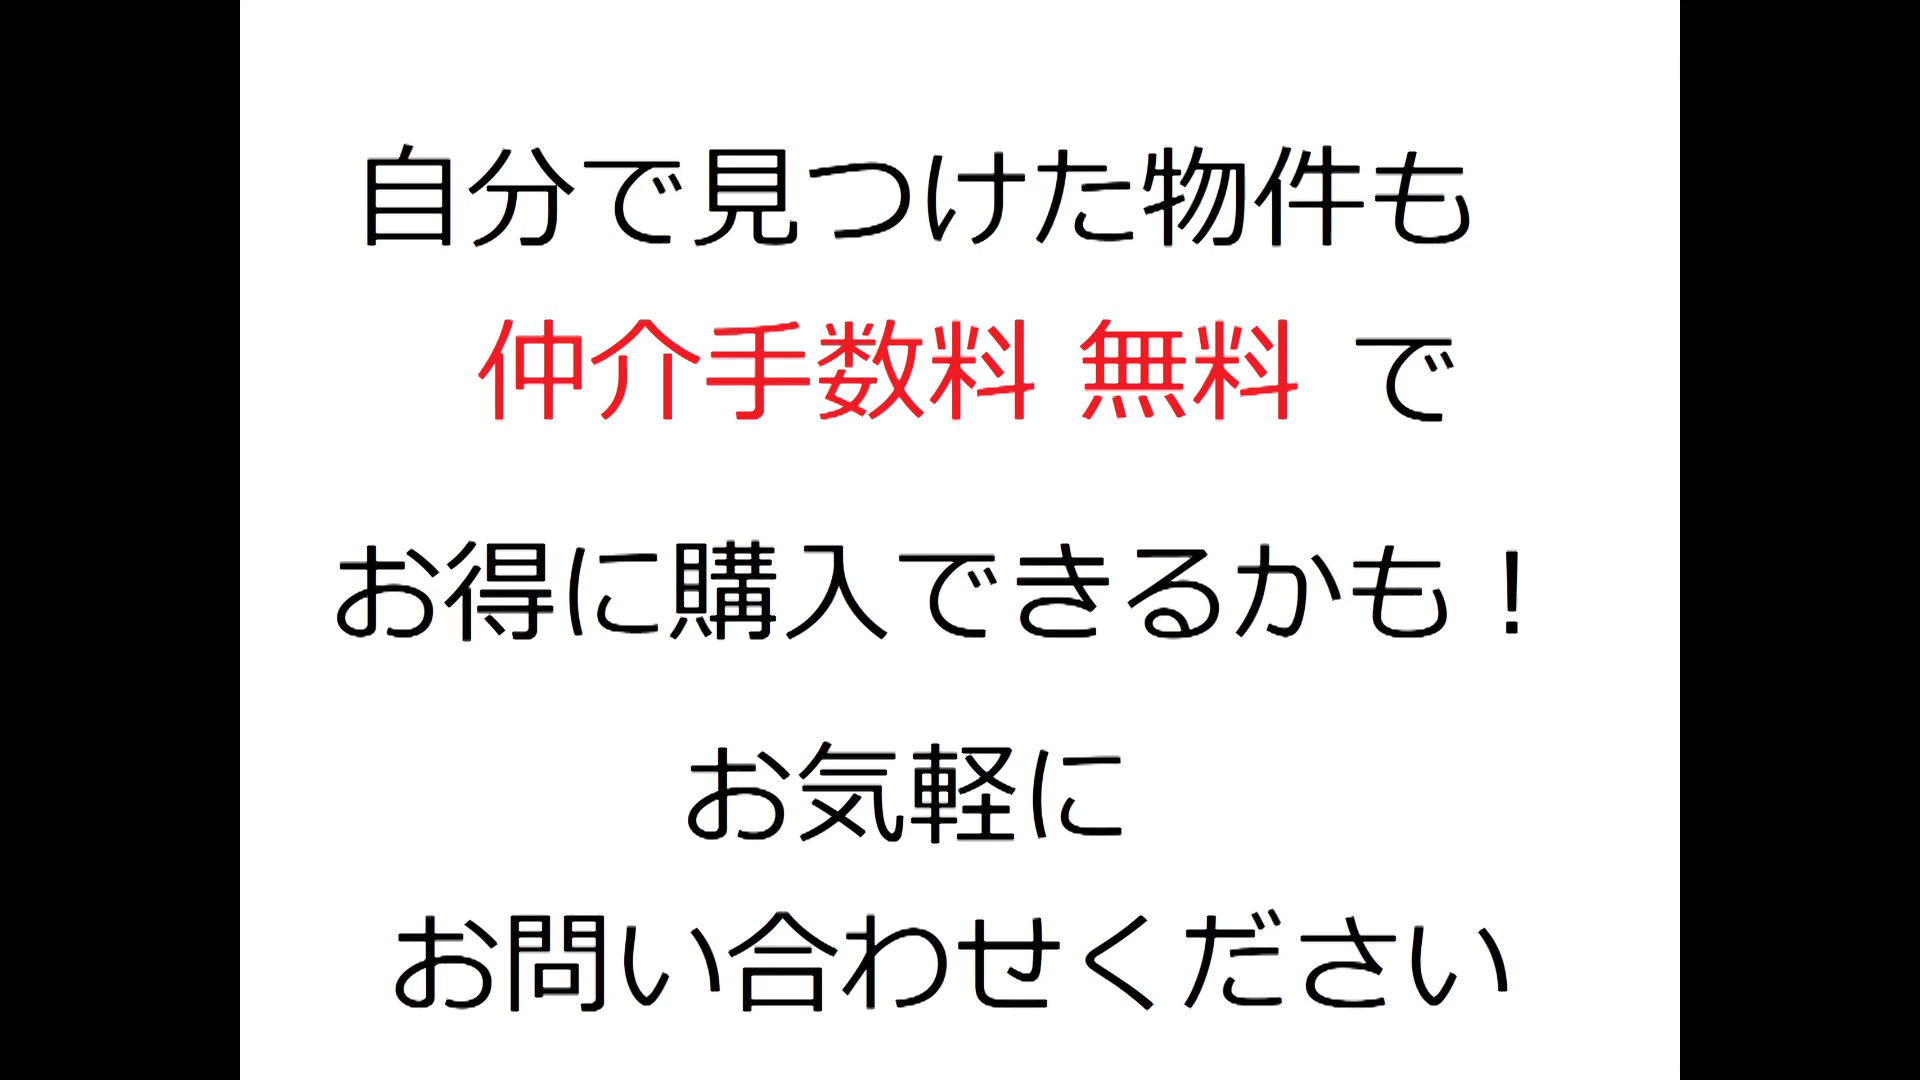 自分で見つけた物件も
仲介手数料 無料 で
お得に購入できるかも！
お気軽に
お問い合わせください